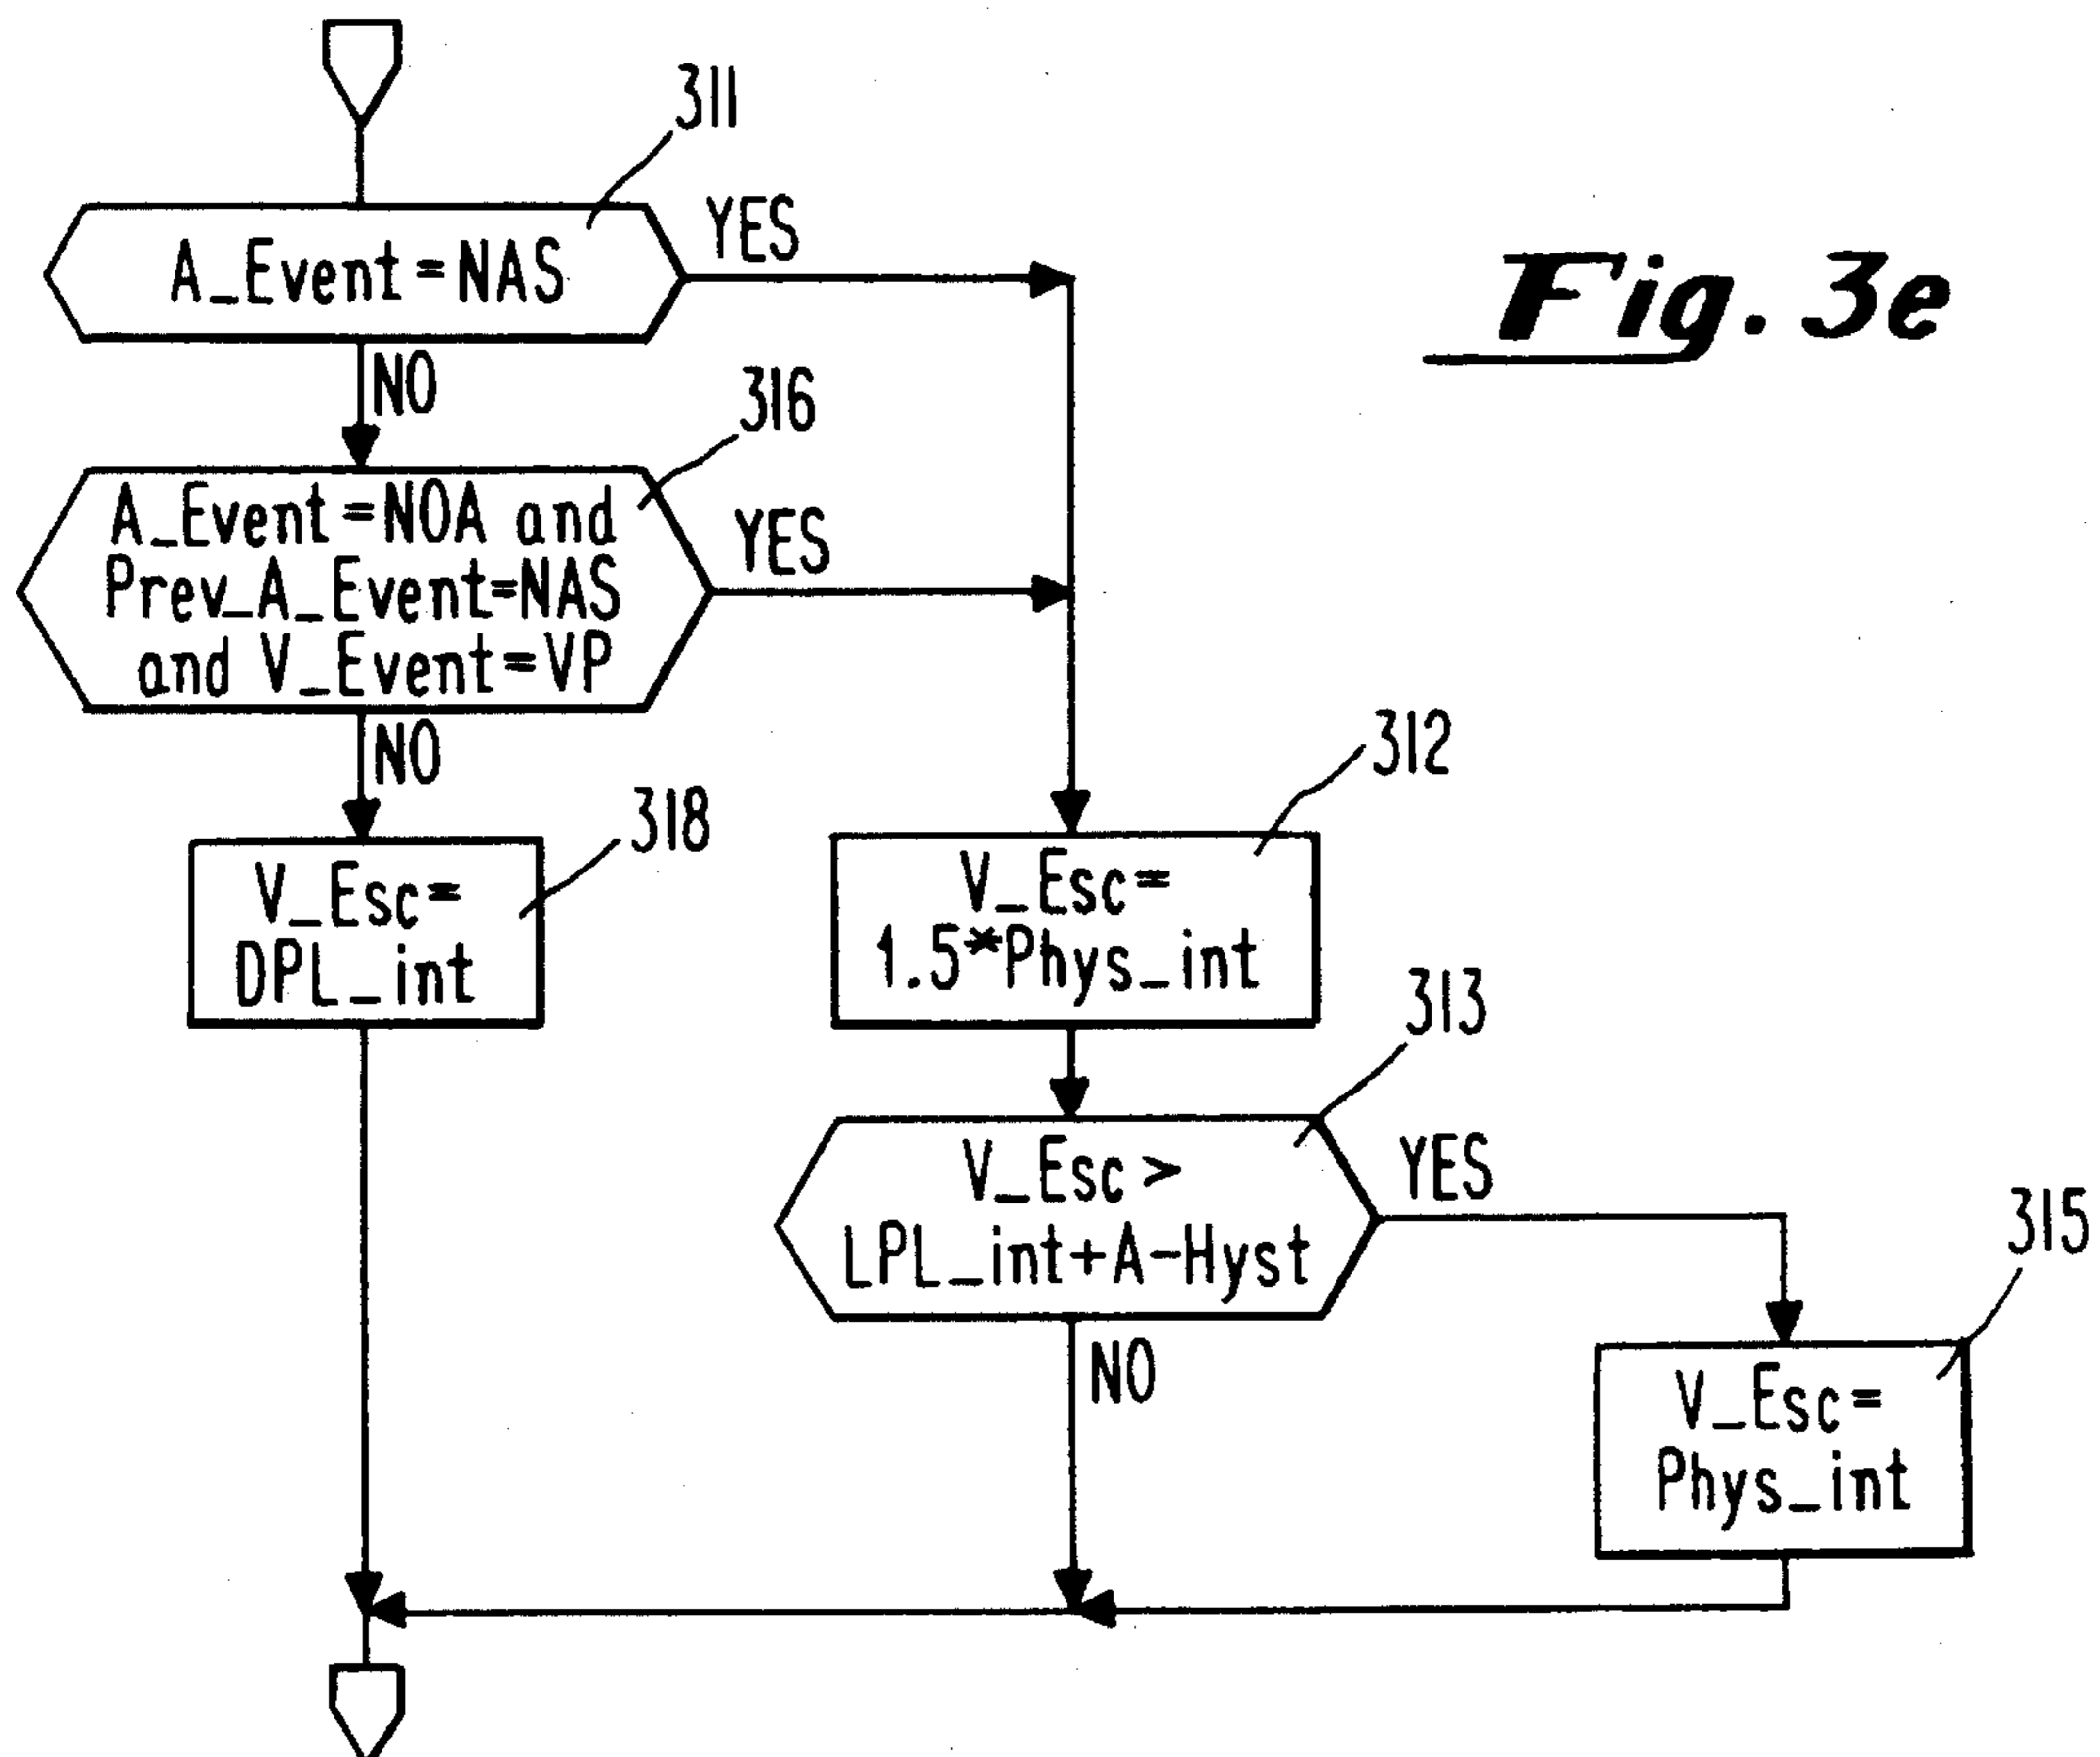 311
A_Event=NAS
YES
Fig. 3e
NO
316
A_Event=NOA and
Prev_A_Event=NAS
and V_Event=VP
YES
NO
312
318
V_Esc=
DPL_int
V_Esc=
1.5*Phys_int
313
V_Esc>
LPL_int+A-Hyst
YES
315
NO
V_Esc=
Phys_int